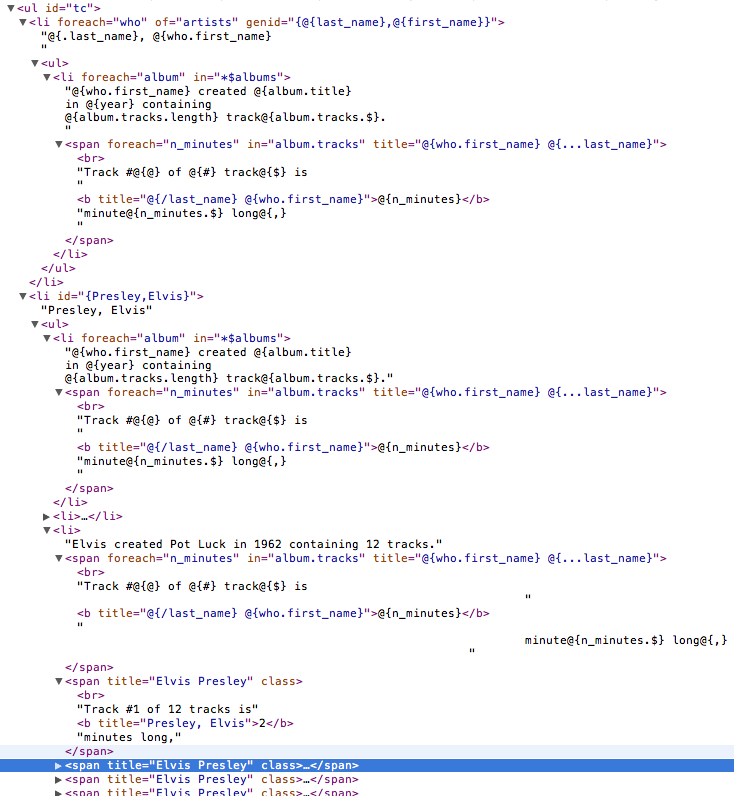 ▼<ul id="tc">
▼<li foreach="who" of="artists" genid="{@{last_name},@{first_name}}">
"@{.last_name}, @{who.first_name}
"
▼<ul>
▼<li foreach="album" in="*$albums">
"@{who.first_name} created @{album.title}
in @{year} containing
@{album.tracks.length} track@{album.tracks.$}.
"
▼<span foreach="n_minutes" in="album.tracks" title="@{who.first_name} @{...last_name}">
<br>
"Track #@{@} of @{#} track@{$} is
"
<b title="@{/last_name} @{who.first_name}">@{n_minutes}</b>
"minute@{n_minutes.$} long@{,}
"
</span>
</li>
</ul>
</li>
▼<li id="{Presley,Elvis}">
"Presley, Elvis"
▼<ul>
▼<li foreach="album" in="*$albums">
"@{who.first_name} created @{album.title}
in @{year} containing
@{album.tracks.length} track@{album.tracks.$}."
▼<span foreach="n_minutes" in="album.tracks" title="@{who.first_name} @{...last_name}">
<br>
"Track #@{@} of @{#} track@{$} is
"
<b title="@{/last_name} @{who.first_name}">@{n_minutes}</b>
"minute@{n_minutes.$} long@{,}
"
</span>
</li>
▶<li>…</li>
▼<li>
"Elvis created Pot Luck in 1962 containing 12 tracks."
▼<span foreach="n_minutes" in="album.tracks" title="@{who.first_name} @{...last_name}">
<br>
"Track #@{@} of @{#} track@{$} is
"
<b title="@{/last_name} @{who.first_name}">@{n_minutes}</b>
"
minute@{n_minutes.$} long@{,}
"
</span>
▼<span title="Elvis Presley" class>
<br>
"Track #1 of 12 tracks is"
<b title="Presley, Elvis">2</b>
"minutes long,"
</span>
▶<span title="Elvis Presley" class>…</span>
▶<span title="Elvis Presley" class>…</span>
▶<span title="Elvis Presley" class>…</span>